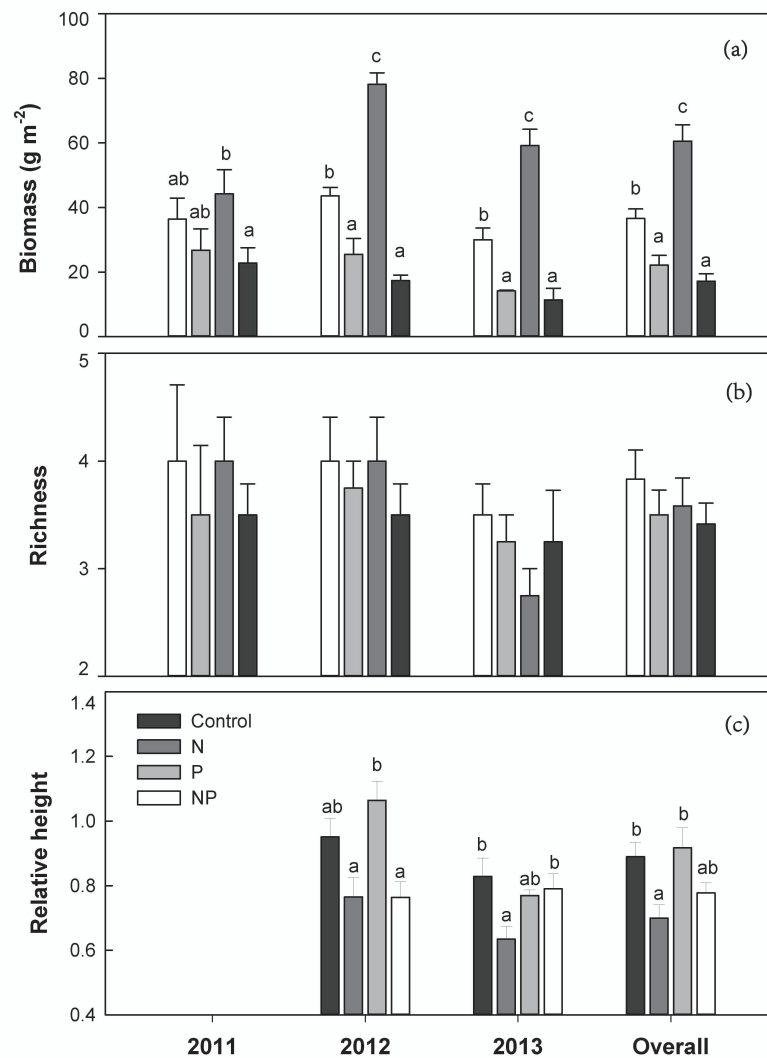 100
80
60
40
20
0
Biomass (g m-2)
(a)
ab ab b a
b a c a
b a c a
b a c a
5
4
3
2
Richness
(b)
1.4
1.2
1.0
0.8
0.6
0.4
Relative height
(c)
Control
N
P
NP
ab a b a
b a ab b
b a b ab
2011 2012 2013 Overall